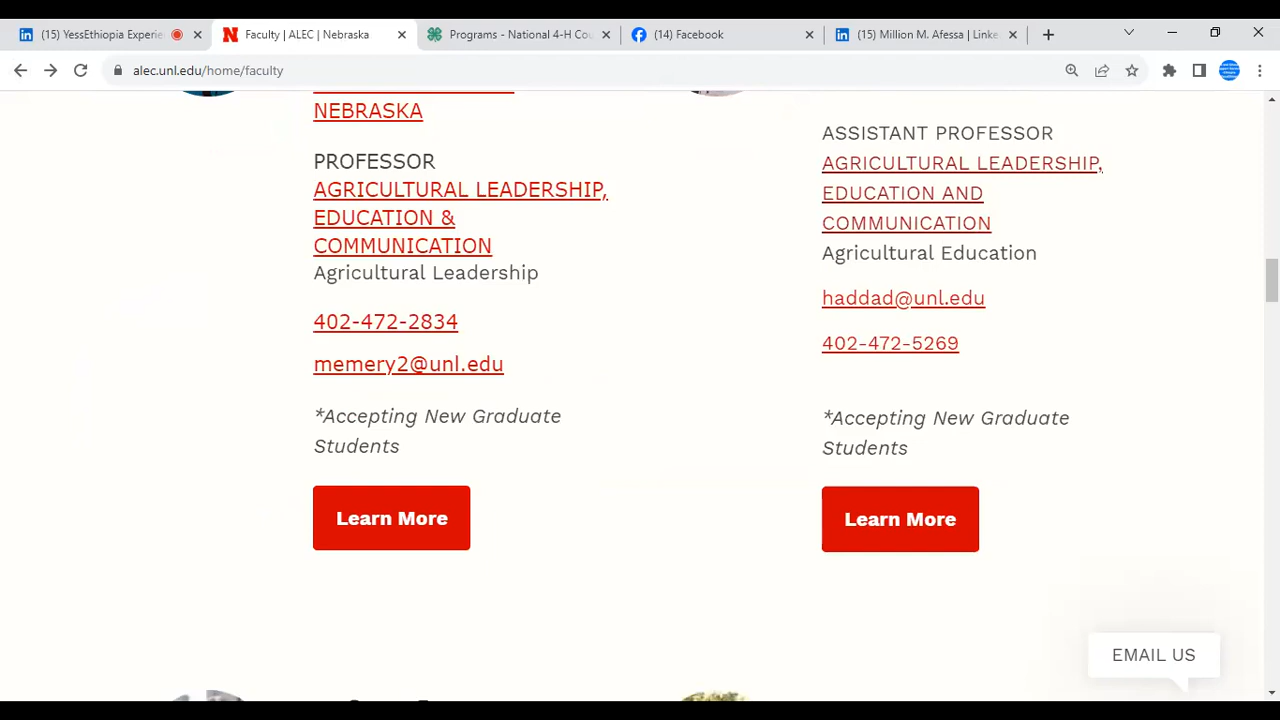 (15) YessEthiopia Experie
Faculty | ALEC | Nebraska
Programs - National 4-H Cou
(14) Facebook
(15) Million M. Afessa | Linke
alec.unl.edu/home/faculty
NEBRASKA
PROFESSOR
AGRICULTURAL LEADERSHIP,
EDUCATION &
COMMUNICATION
Agricultural Leadership
402-472-2834
memery2@unl.edu
*Accepting New Graduate
Students
Learn More
ASSISTANT PROFESSOR
AGRICULTURAL LEADERSHIP,
EDUCATION AND
COMMUNICATION
Agricultural Education
haddad@unl.edu
402-472-5269
*Accepting New Graduate
Students
Learn More
EMAIL US